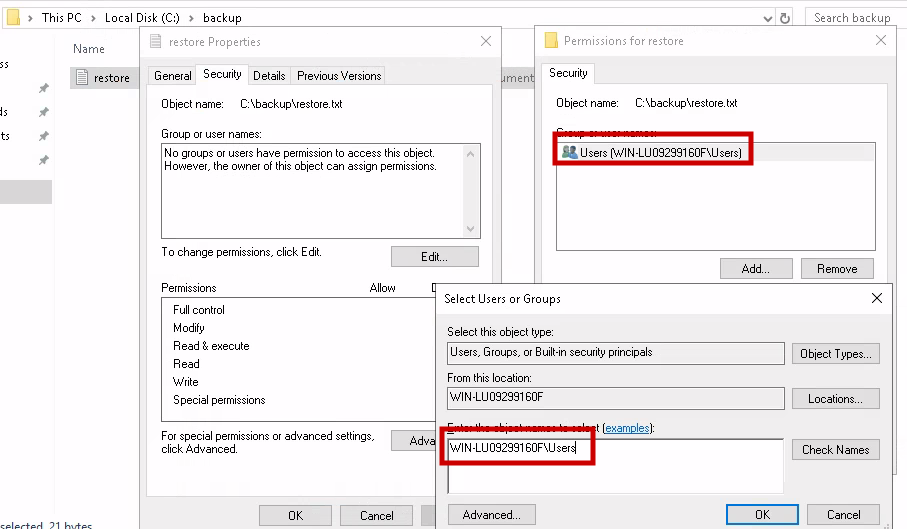 This PC > Local Disk (C:) > backup
Search backup
Name
restore
restore Properties
General
Security
Details
Previous Versions
Object name: C:\backup\restore.txt
Group or user names:
No groups or users have permission to access this object.
However, the owner of this object can assign permissions.
To change permissions, click Edit.
Edit...
Permissions
Allow
Full control
Modify
Read & execute
Read
Write
Special permissions
For special permissions or advanced settings,
click Advanced.
OK
Cancel
Permissions for restore
Security
Object name: C:\backup\restore.txt
Group or user names:
Users (WIN-LU09299160F\Users)
Add...
Remove
Select Users or Groups
Select this object type:
Users, Groups, or Built-in security principals
Object Types...
From this location:
WIN-LU09299160F
Locations...
Enter the object names to select (examples):
WIN-LU09299160F\Users
Check Names
Advanced...
OK
Cancel
selected 21 bytes